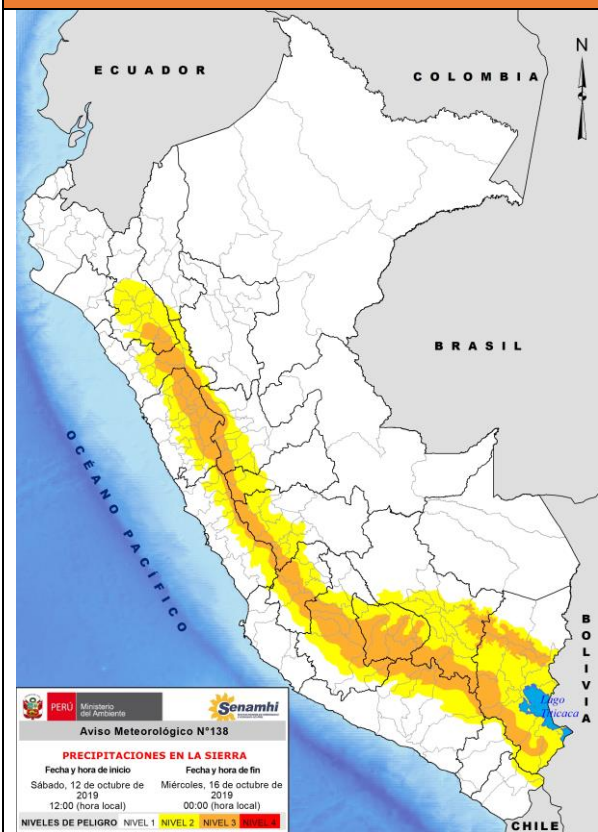 N
ECUADOR
COLOMBIA
BRASIL
OCÉANO PACÍFICO
BOLIVIA
Lago
Titicaca
CHILE
PERÚ
Ministerio
del Ambiente
Senamhi
Aviso Meteorológico N°138
PRECIPITACIONES EN LA SIERRA
Fecha y hora de inicio
Sábado, 12 de octubre de
2019
12:00 (hora local)
Fecha y hora de fin
Miércoles, 16 de octubre de
2019
00:00 (hora local)
NIVELES DE PELIGRO NIVEL 1 NIVEL 2 NIVEL 3 NIVEL 4